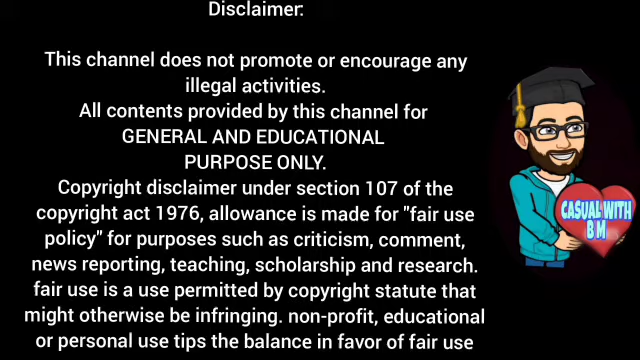 Disclaimer:
This channel does not promote or encourage any
illegal activities.
All contents provided by this channel for
GENERAL AND EDUCATIONAL
PURPOSE ONLY.
Copyright disclaimer under section 107 of the
copyright act 1976, allowance is made for "fair use
policy" for purposes such as criticism, comment,
news reporting, teaching, scholarship and research.
fair use is a use permitted by copyright statute that
might otherwise be infringing. non-profit, educational
or personal use tips the balance in favor of fair use
CASUAL WITH
B M